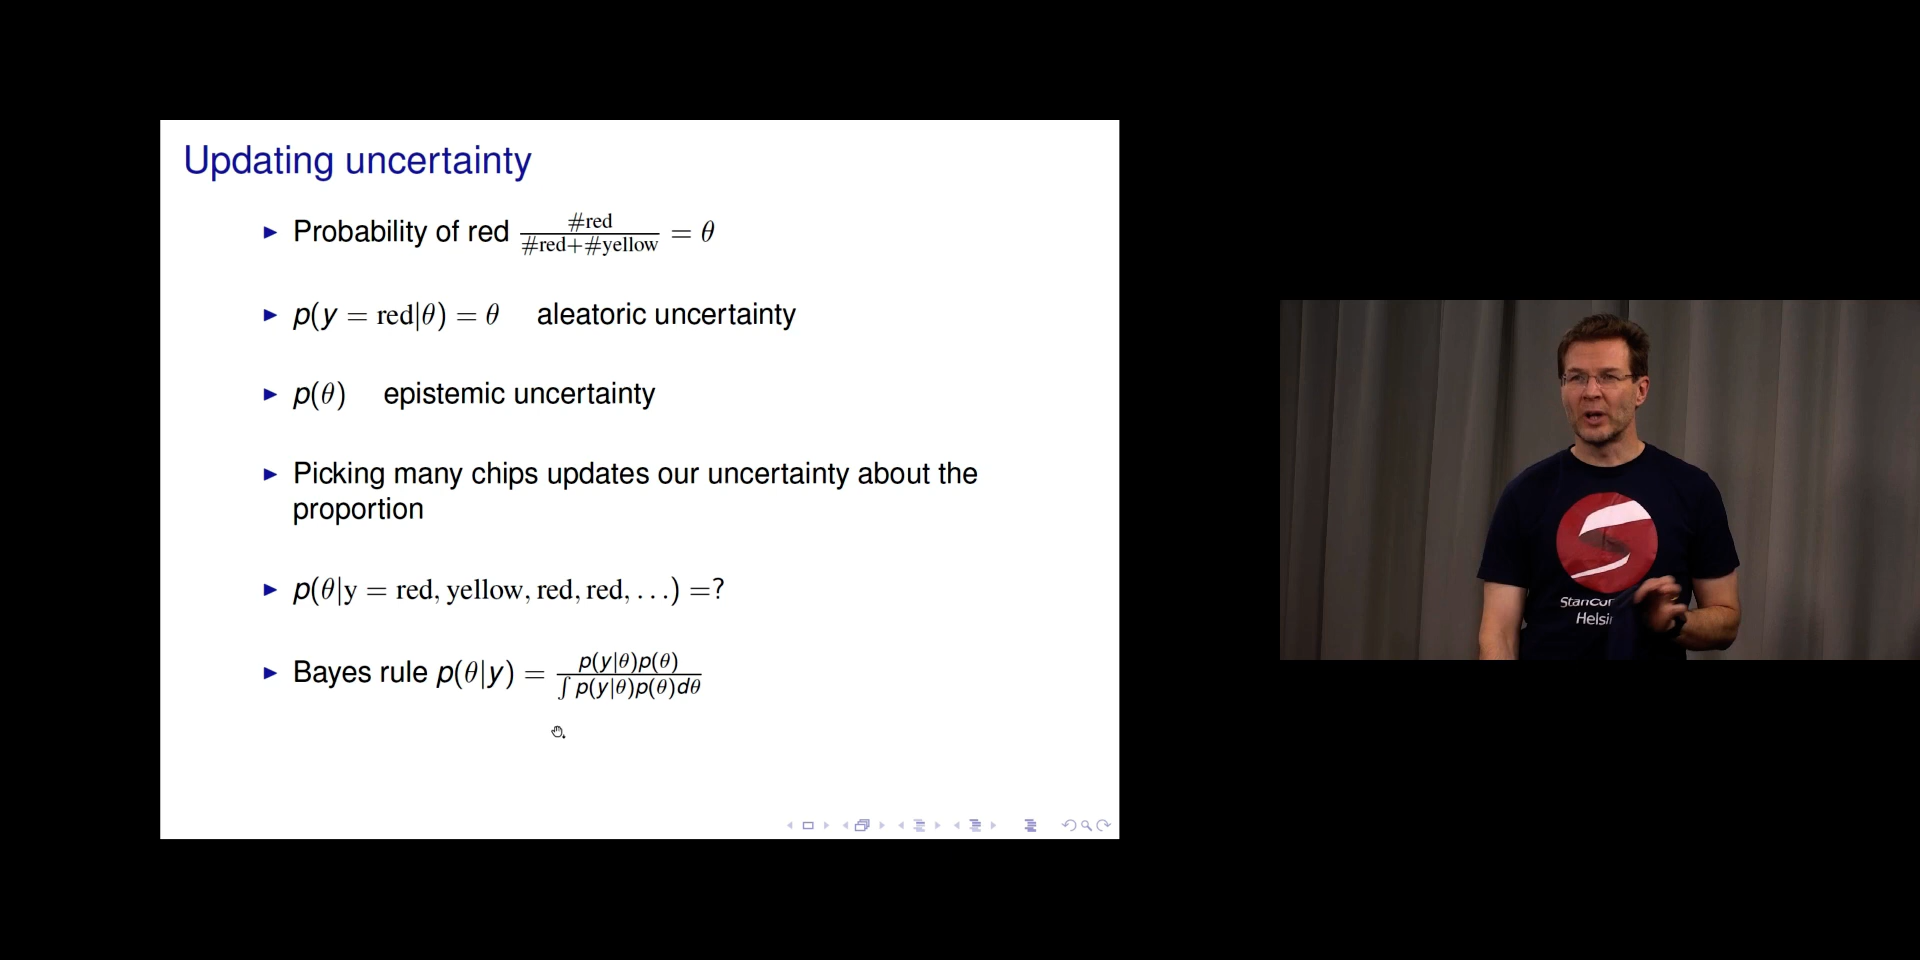 Updating uncertainty
▶ Probability of red #red / #red+#yellow = θ
▶ p(y = red|θ) = θ aleatoric uncertainty
▶ p(θ) epistemic uncertainty
▶ Picking many chips updates our uncertainty about the
proportion
▶ p(θ|y = red, yellow, red, red, . . .) =?
▶ Bayes rule p(θ|y) = p(y|θ)p(θ) / ∫ p(y|θ)p(θ)dθ